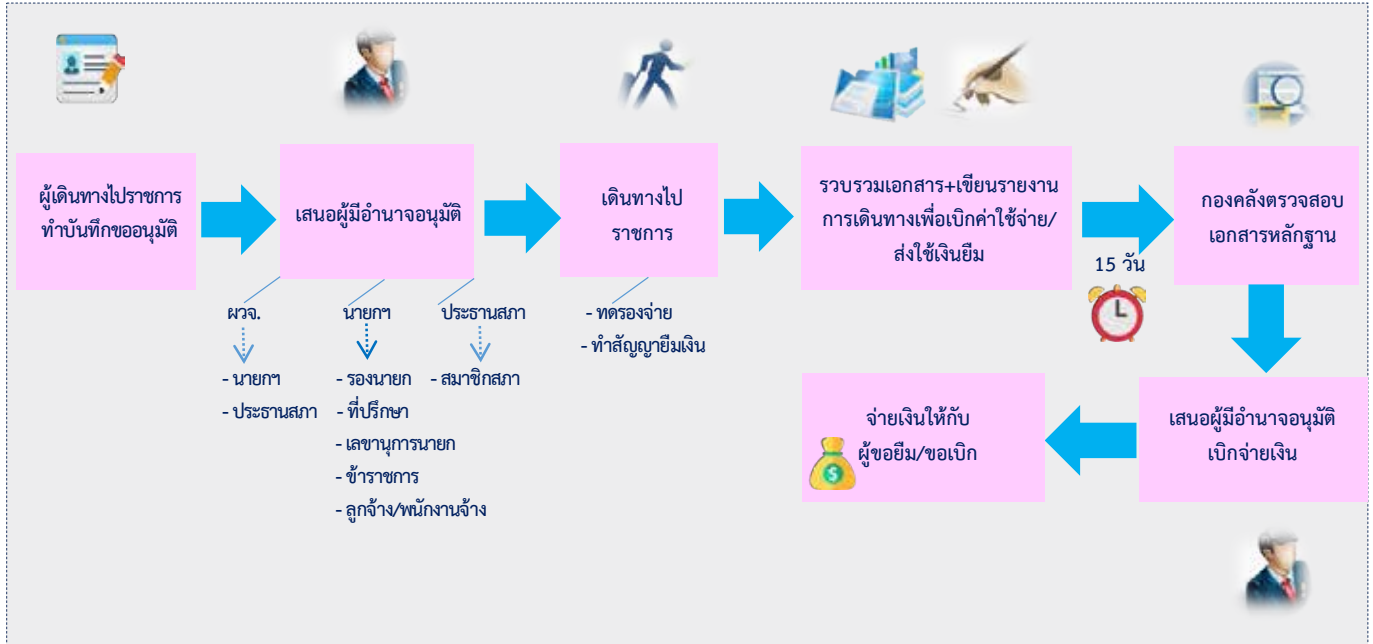 ผู้เดินทางไปราชการ
ทำบันทึกขออนุมัติ
เสนอผู้มีอำนาจอนุมัติ
ผวจ.
- นายกฯ
- ประธานสภา
นายกฯ
- รองนายก
- ที่ปรึกษา
- เลขานุการนายก
- ข้าราชการ
- ลูกจ้าง/พนักงานจ้าง
ประธานสภา
- สมาชิกสภา
เดินทางไป
ราชการ
- ทดรองจ่าย
- ทำสัญญายืมเงิน
รวบรวมเอกสาร+เขียนรายงาน
การเดินทางเพื่อเบิกค่าใช้จ่าย/
ส่งใช้เงินยืม
15 วัน
กองคลังตรวจสอบ
เอกสารหลักฐาน
เสนอผู้มีอำนาจอนุมัติ
เบิกจ่ายเงิน
จ่ายเงินให้กับ
ผู้ขอยืม/ขอเบิก